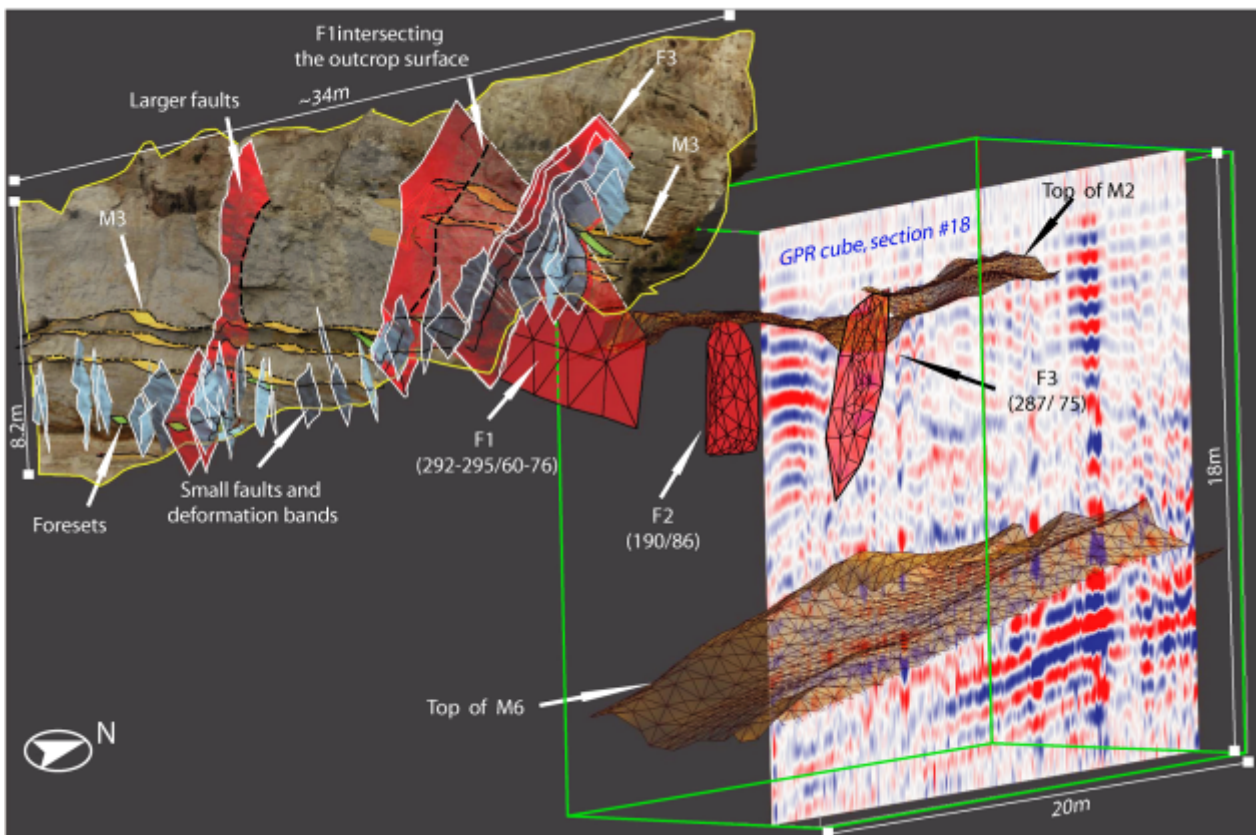 F1intersecting
the outcrop surface
F3
Larger faults
~34m
M3
M3
Top of M2
GPR cube, section #18
8.2m
F3
(287/ 75)
F1
(292-295/60-76)
18m
Small faults and
deformation bands
Foresets
F2
(190/86)
Top of M6
N
20m